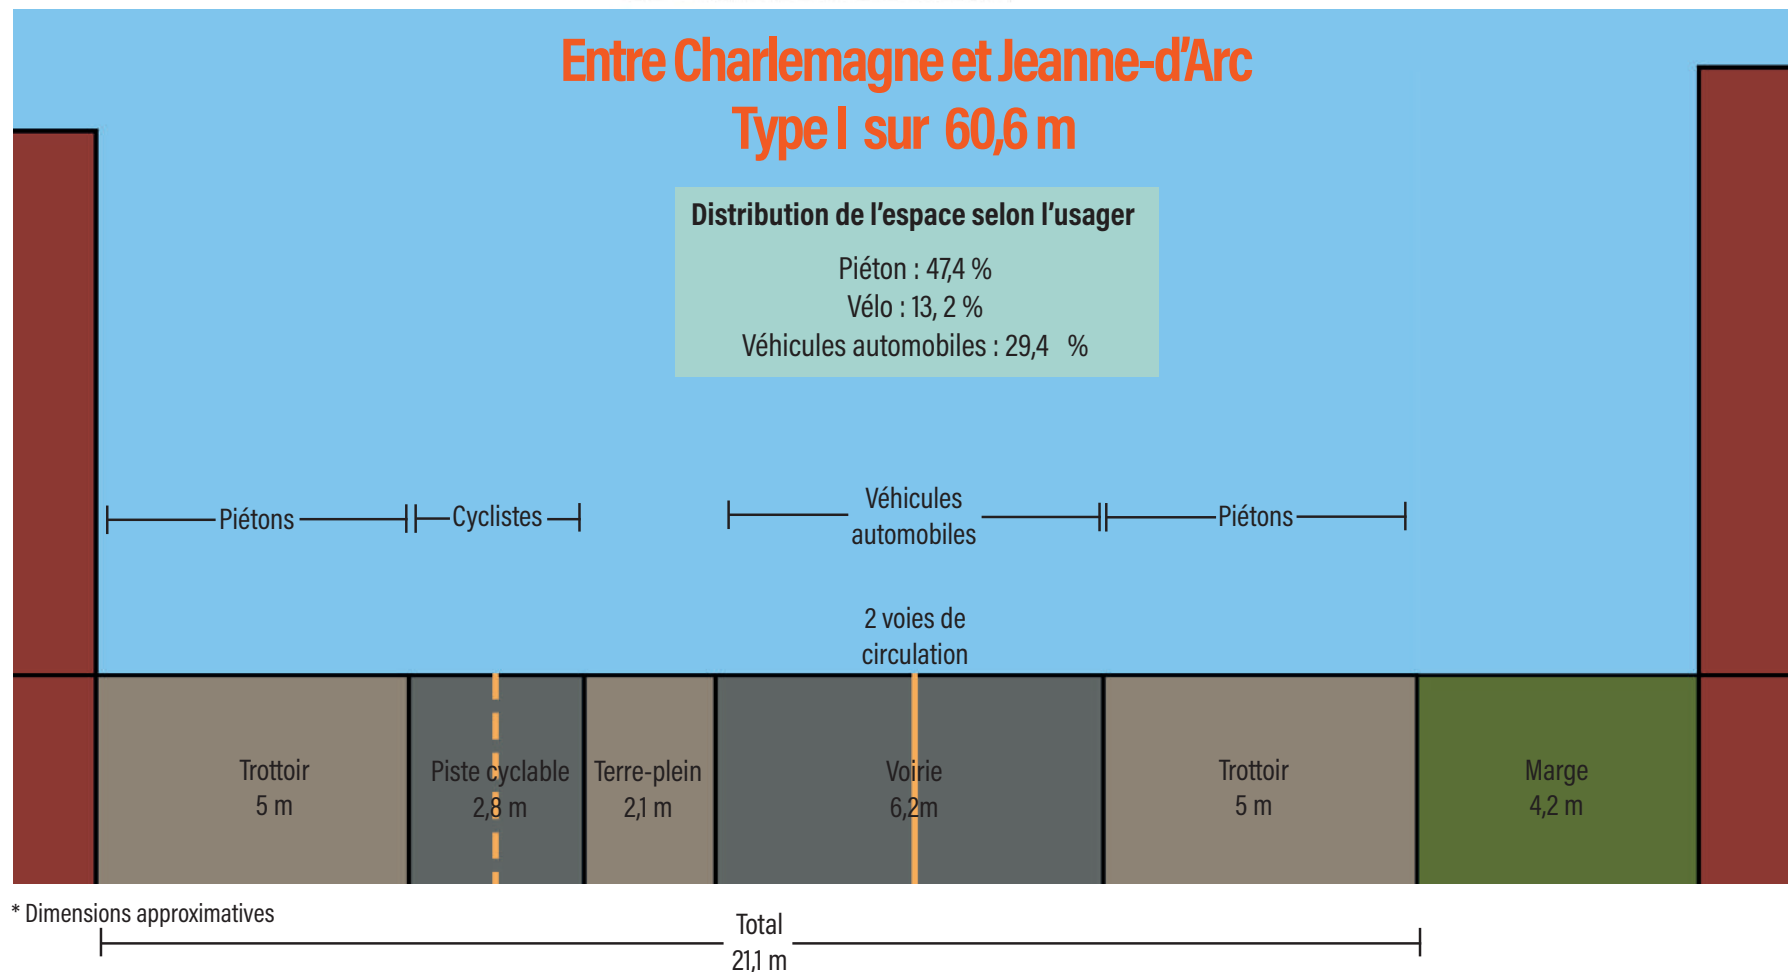 Entre Charlemagne et Jeanne-d'Arc
Type I sur 60,6 m
Distribution de l'espace selon l'usager
Piéton : 47,4 %
Vélo : 13, 2 %
Véhicules automobiles : 29,4 %
Piétons
Cyclistes
Véhicules
automobiles
Piétons
2 voies de
circulation
Trottoir
5 m
Piste cyclable
2,8 m
Terre-plein
2,1 m
Voirie
6,2m
Trottoir
5 m
Marge
4,2 m
* Dimensions approximatives
Total
21,1 m